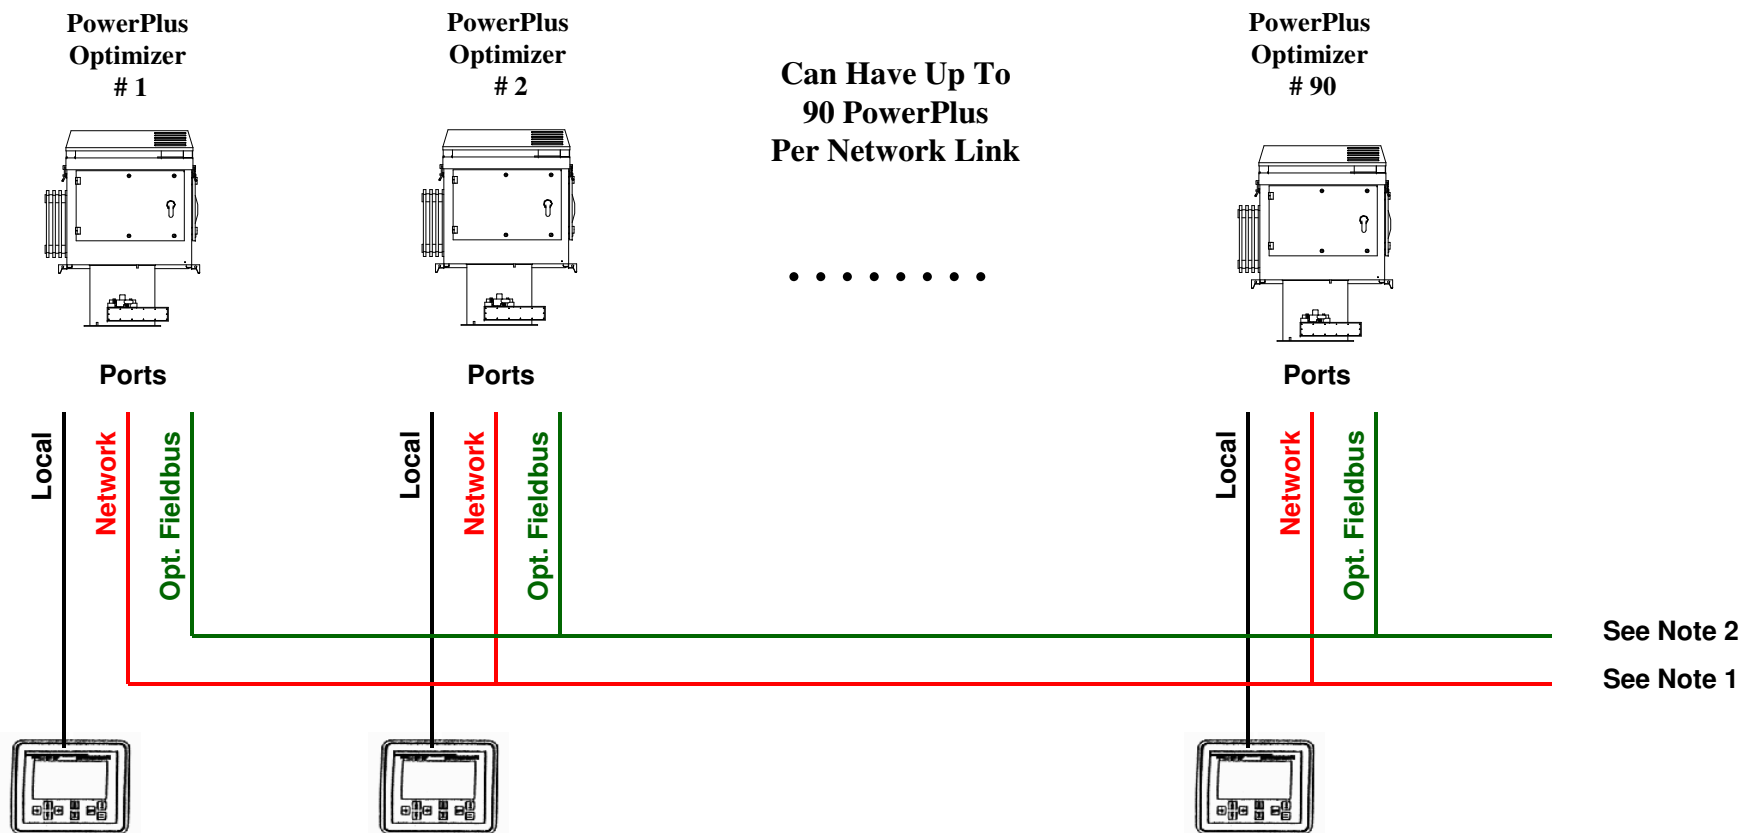 PowerPlus
Optimizer
# 1
PowerPlus
Optimizer
# 2
Can Have Up To
90 PowerPlus
Per Network Link
PowerPlus
Optimizer
# 90
Ports
Ports
Ports
Local
Network
Opt. Fieldbus
Local
Network
Opt. Fieldbus
Local
Network
Opt. Fieldbus
See Note 2
See Note 1